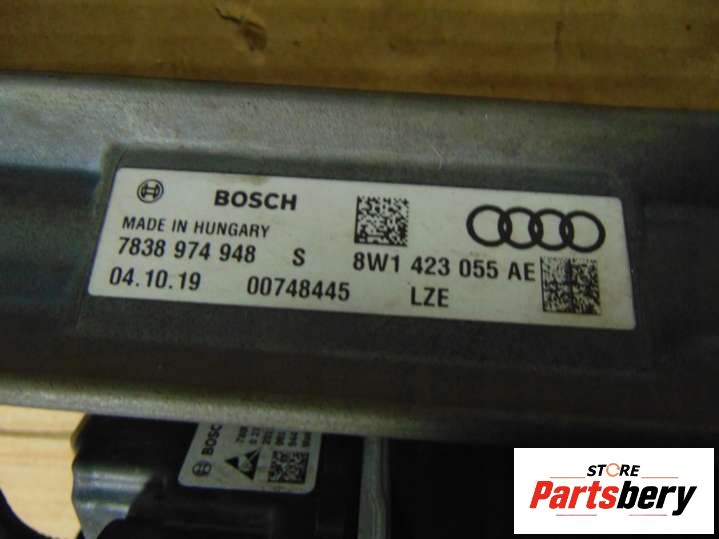 BOSCH
MADE IN HUNGARY
7838 974 948 S 8W1 423 055 AE
04.10.19 00748445 LZE
BOSCH
STORE
Partsbery